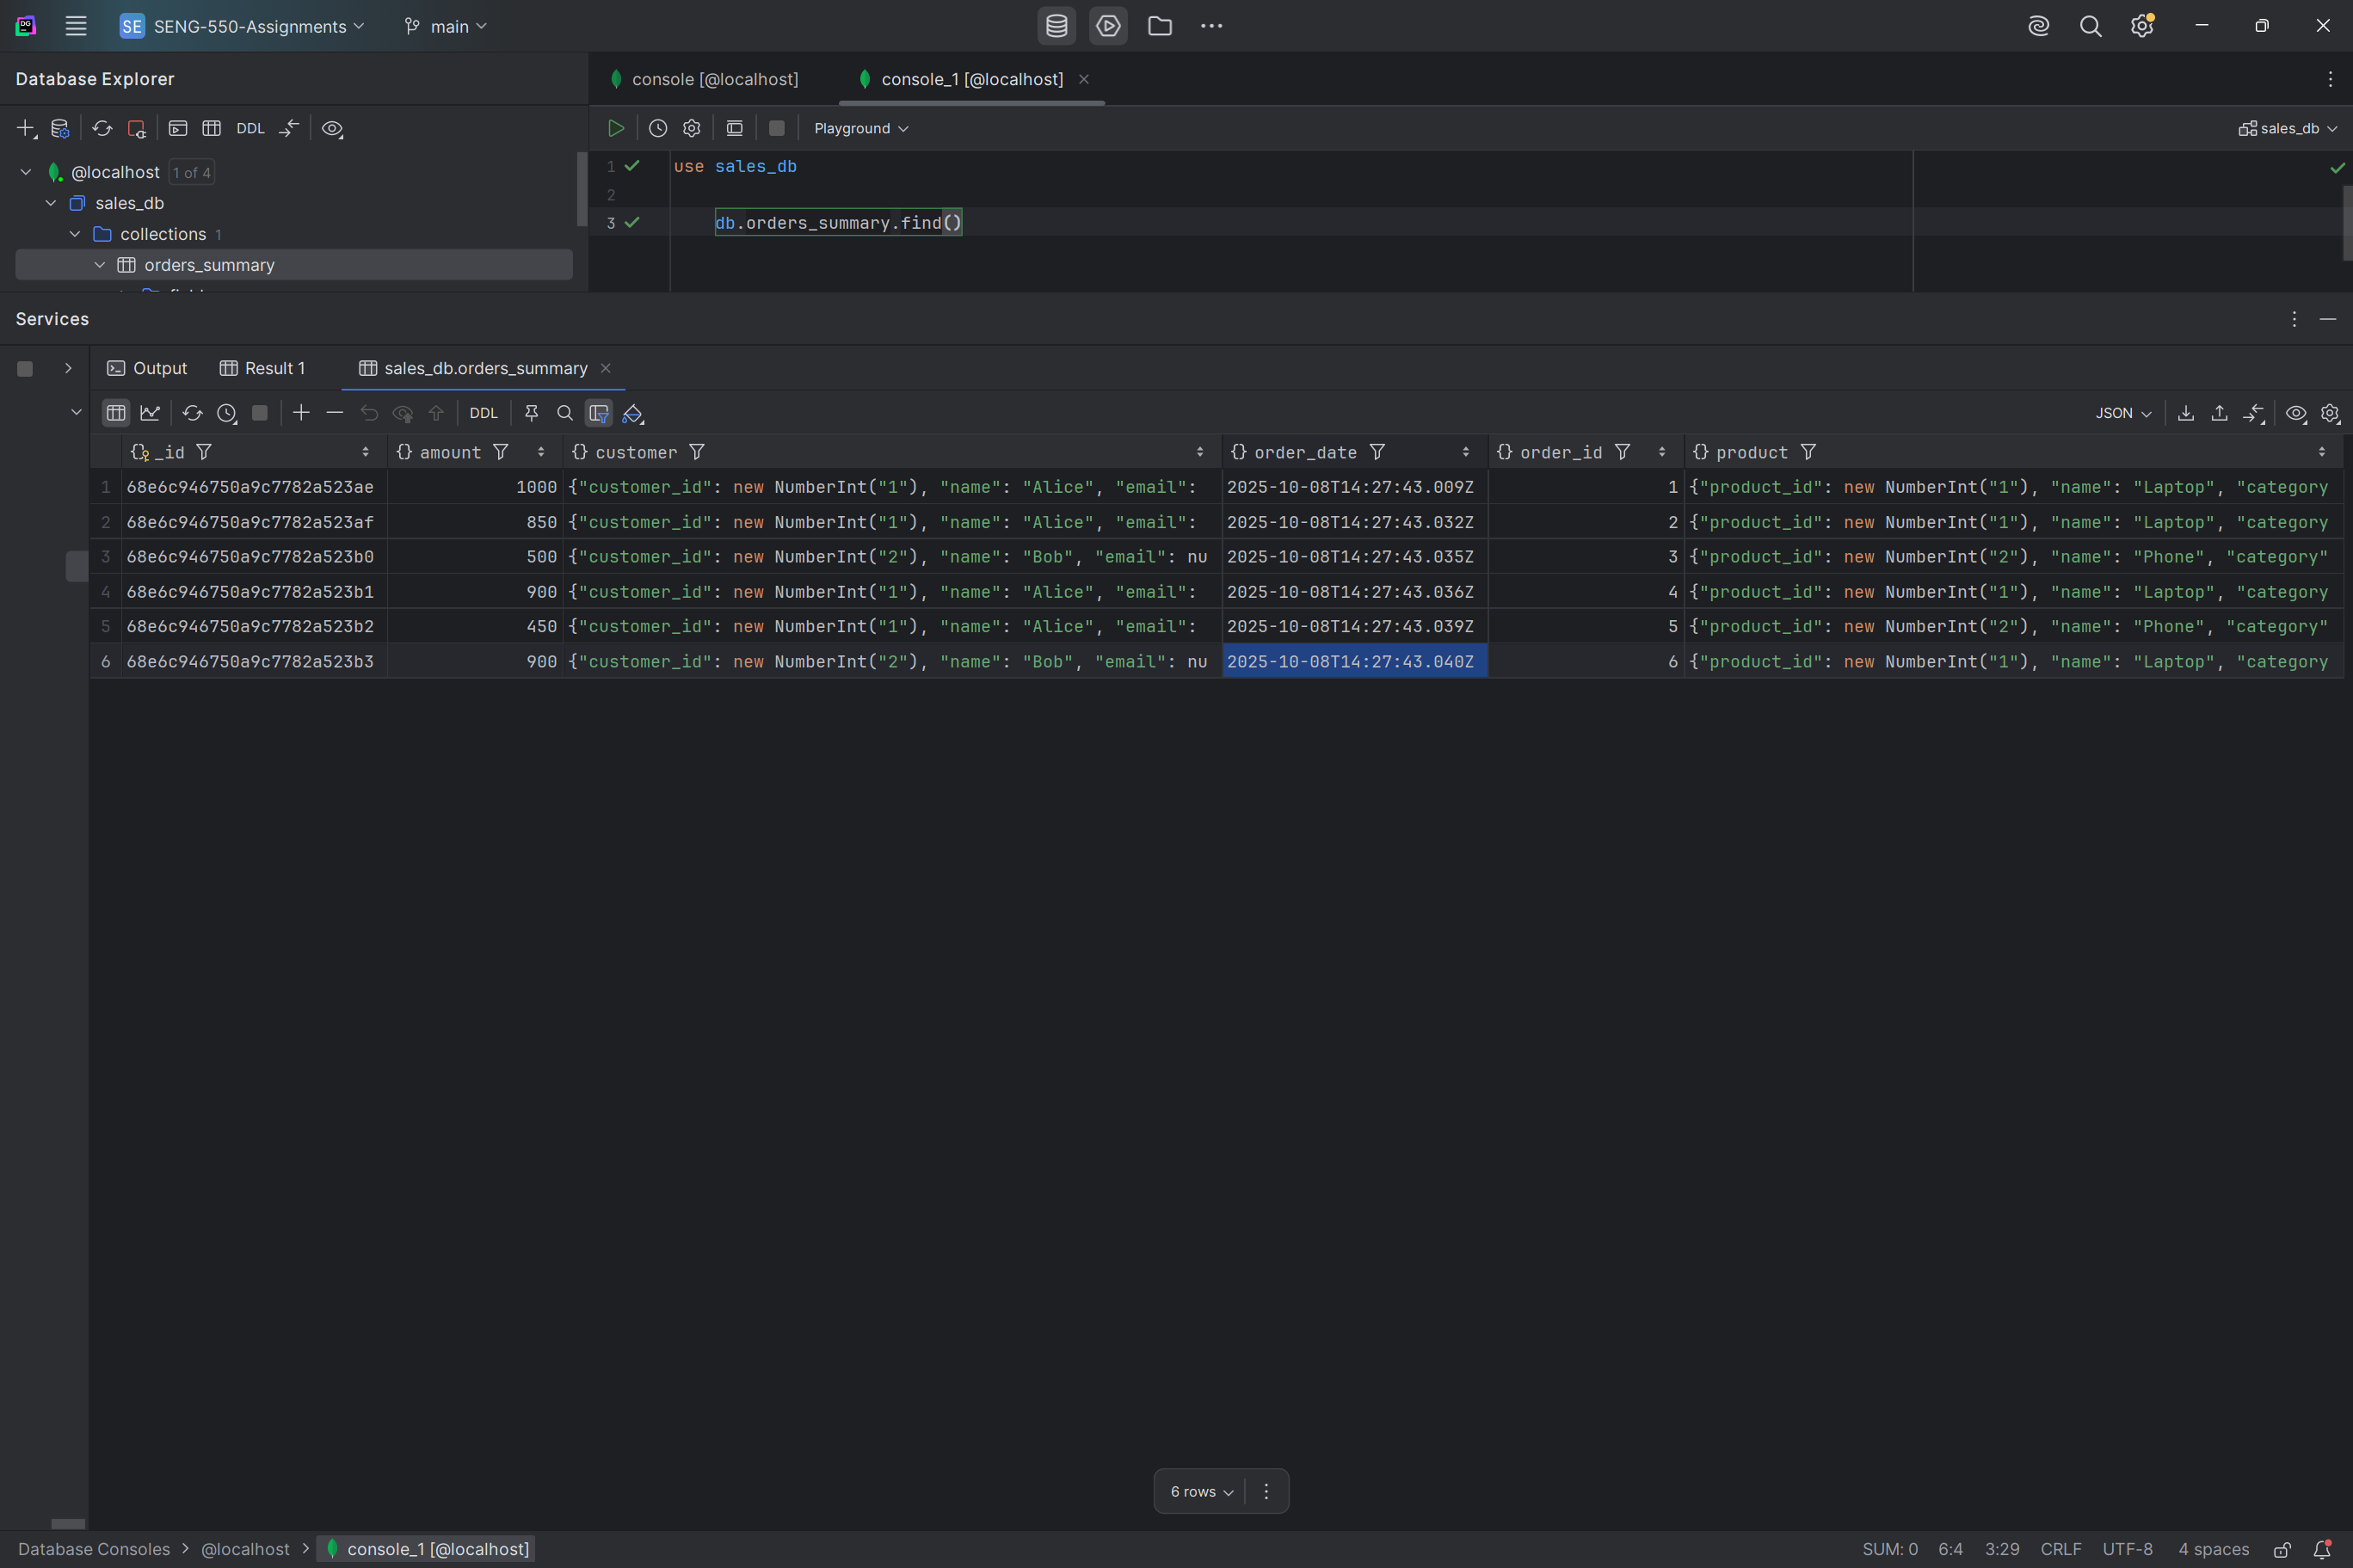 SE SENG-550-Assignments main
Database Explorer
console [@localhost] console_1 [@localhost]
DDL
Playground
sales_db
@localhost 1 of 4
sales_db
collections 1
orders_summary
1 use sales_db
2
3 db.orders_summary.find()
Services
Output Result 1 sales_db.orders_summary
DDL JSON
_id amount customer order_date order_id product
1 68e6c946750a9c7782a523ae 1000 {"customer_id": new NumberInt("1"), "name": "Alice", "email": 2025-10-08T14:27:43.009Z 1 {"product_id": new NumberInt("1"), "name": "Laptop", "category
2 68e6c946750a9c7782a523af 850 {"customer_id": new NumberInt("1"), "name": "Alice", "email": 2025-10-08T14:27:43.032Z 2 {"product_id": new NumberInt("1"), "name": "Laptop", "category
3 68e6c946750a9c7782a523b0 500 {"customer_id": new NumberInt("2"), "name": "Bob", "email": nu 2025-10-08T14:27:43.035Z 3 {"product_id": new NumberInt("2"), "name": "Phone", "category"
4 68e6c946750a9c7782a523b1 900 {"customer_id": new NumberInt("1"), "name": "Alice", "email": 2025-10-08T14:27:43.036Z 4 {"product_id": new NumberInt("1"), "name": "Laptop", "category
5 68e6c946750a9c7782a523b2 450 {"customer_id": new NumberInt("1"), "name": "Alice", "email": 2025-10-08T14:27:43.039Z 5 {"product_id": new NumberInt("2"), "name": "Phone", "category"
6 68e6c946750a9c7782a523b3 900 {"customer_id": new NumberInt("2"), "name": "Bob", "email": nu 2025-10-08T14:27:43.040Z 6 {"product_id": new NumberInt("1"), "name": "Laptop", "category
6 rows
Database Consoles > @localhost > console_1 [@localhost] SUM: 0 6:4 3:29 CRLF UTF-8 4 spaces